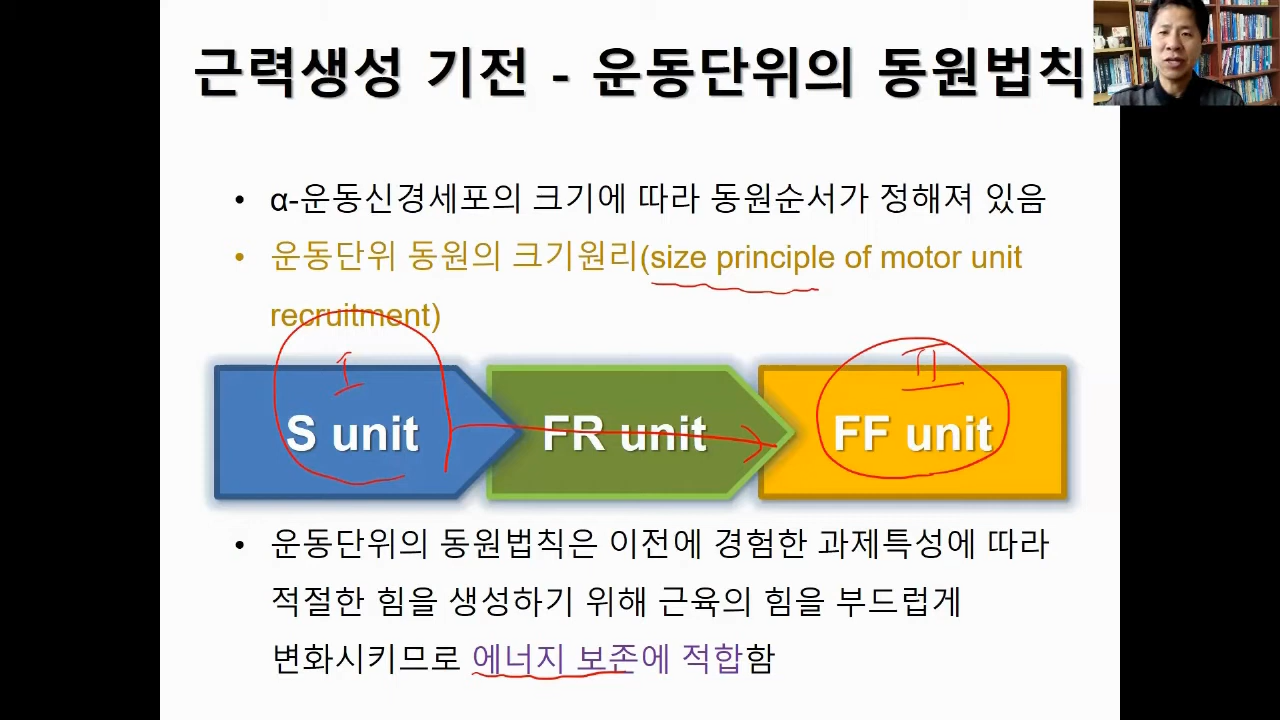 근력생성 기전 - 운동단위의 동원법칙
• α-운동신경세포의 크기에 따라 동원순서가 정해져 있음
• 운동단위 동원의 크기원리(size principle of motor unit
recruitment)
I
II
S unit
FR unit
FF unit
• 운동단위의 동원법칙은 이전에 경험한 과제특성에 따라
적절한 힘을 생성하기 위해 근육의 힘을 부드럽게
변화시키므로 에너지 보존에 적합함